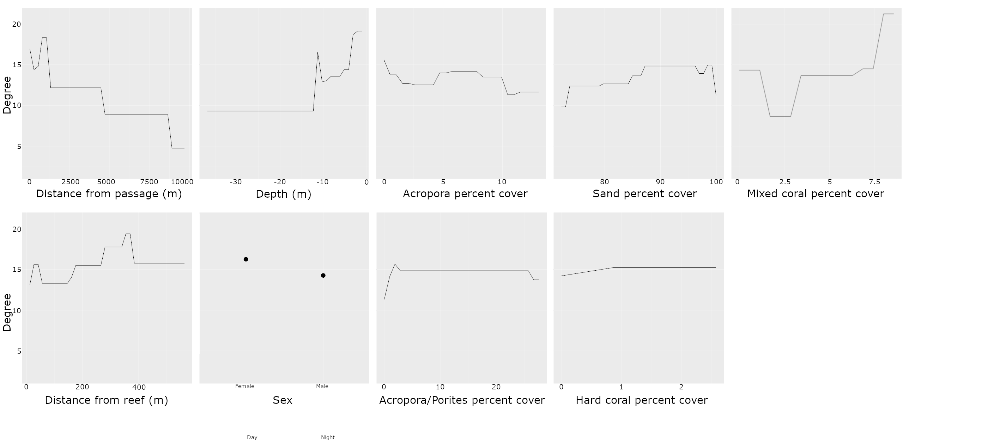 Degree
20
15
10
5
0 2500 5000 7500 10000
Distance from passage (m)
-30 -20 -10 0
Depth (m)
0 5 10
Acropora percent cover
80 90 100
Sand percent cover
0 2.5 5 7.5
Mixed coral percent cover
Degree
20
15
10
5
0 200 400
Distance from reef (m)
Female Male
Sex
0 10 20
Acropora/Porites percent cover
0 1 2
Hard coral percent cover
Day Night